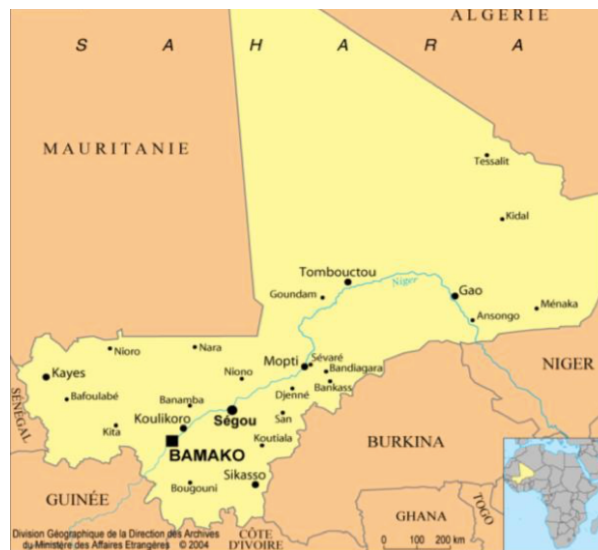 ALGÉRIE
S A H A R A
MAURITANIE
Tessalit
Kidal
Tombouctou
Niger
Goundam
Gao
Ménaka
Ansongo
Nioro
Nara
Mopti
Sévaré
Bandiagara
NIGER
Kayes
Niono
Bankass
Bafoulabé
Banamba
Djenné
SÉNÉGAL
Koulikoro
Ségou
San
Kita
Koutiala
BURKINA
BAMAKO
Sikasso
Bougouni
GUINÉE
TOGO
GHANA
Division Géographique de la Direction des Archives
du Ministère des Affaires Etrangères © 2004
CÔTE
D'IVOIRE
0 100 200 km